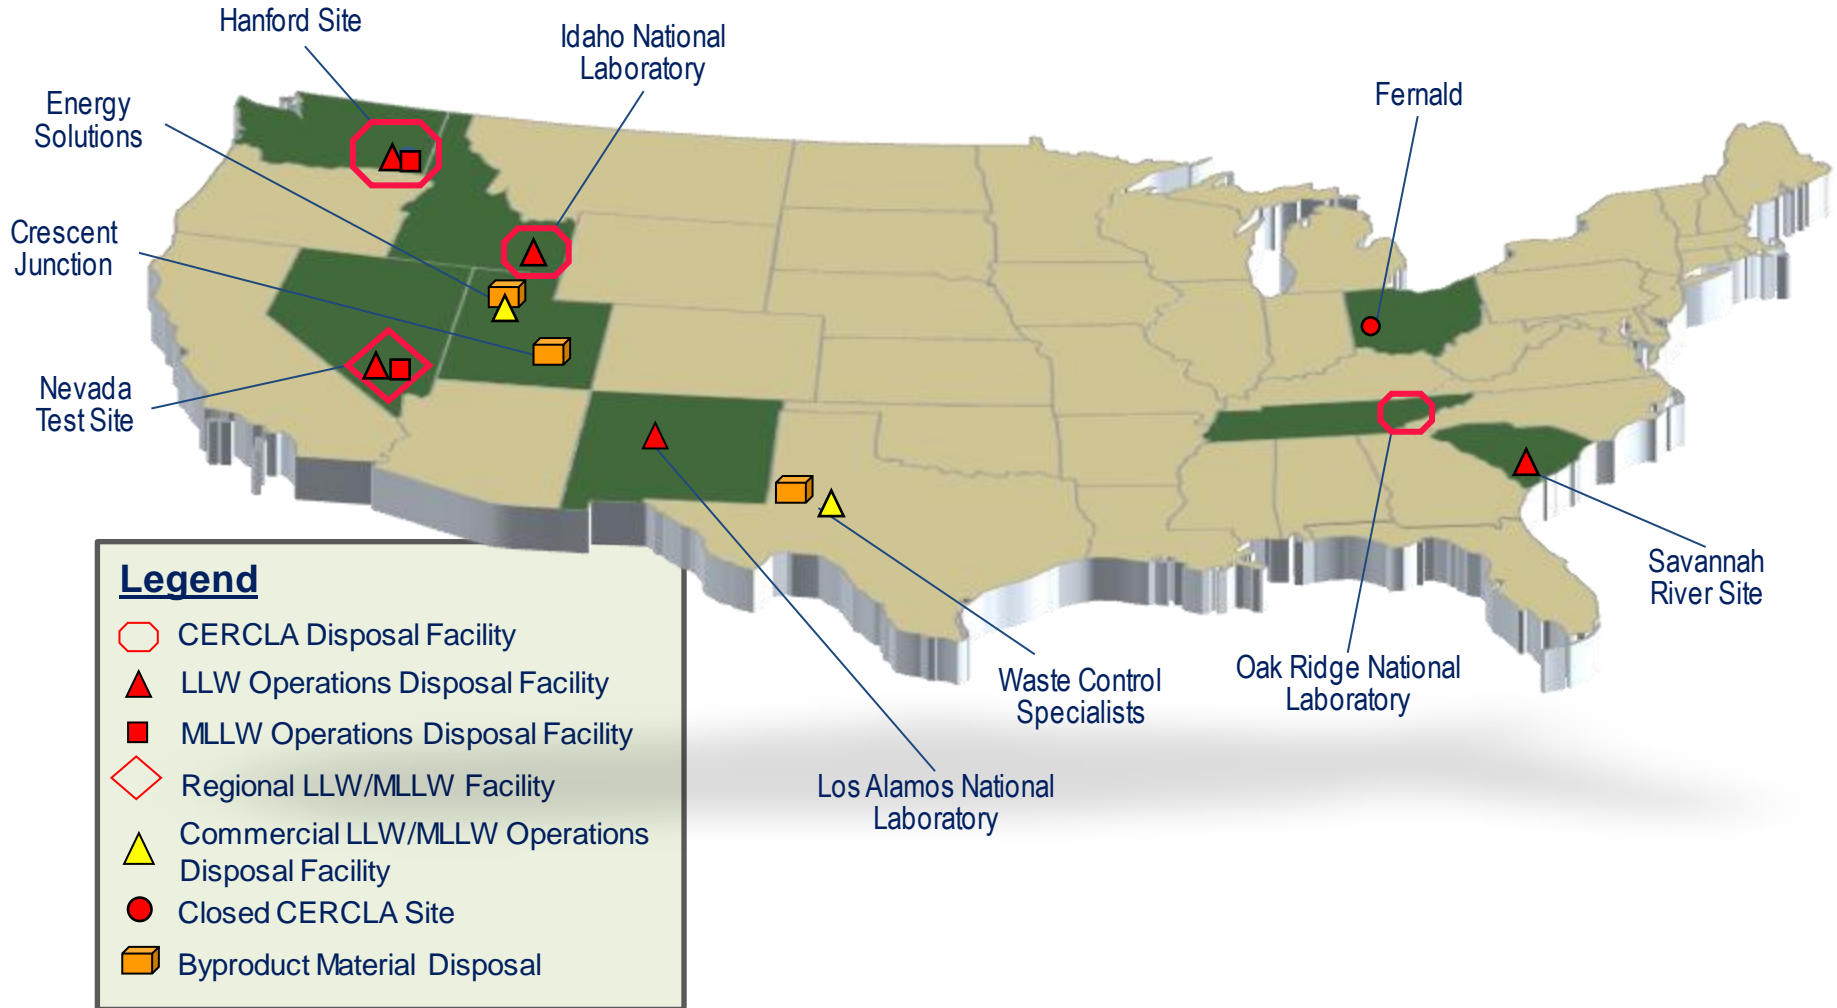 Hanford Site
Idaho National
Laboratory
Energy
Solutions
Fernald
Crescent
Junction
Nevada
Test Site
Savannah
River Site
Oak Ridge National
Laboratory
Waste Control
Specialists
Los Alamos National
Laboratory
Legend
CERCLA Disposal Facility
LLW Operations Disposal Facility
MLLW Operations Disposal Facility
Regional LLW/MLLW Facility
Commercial LLW/MLLW Operations
Disposal Facility
Closed CERCLA Site
Byproduct Material Disposal